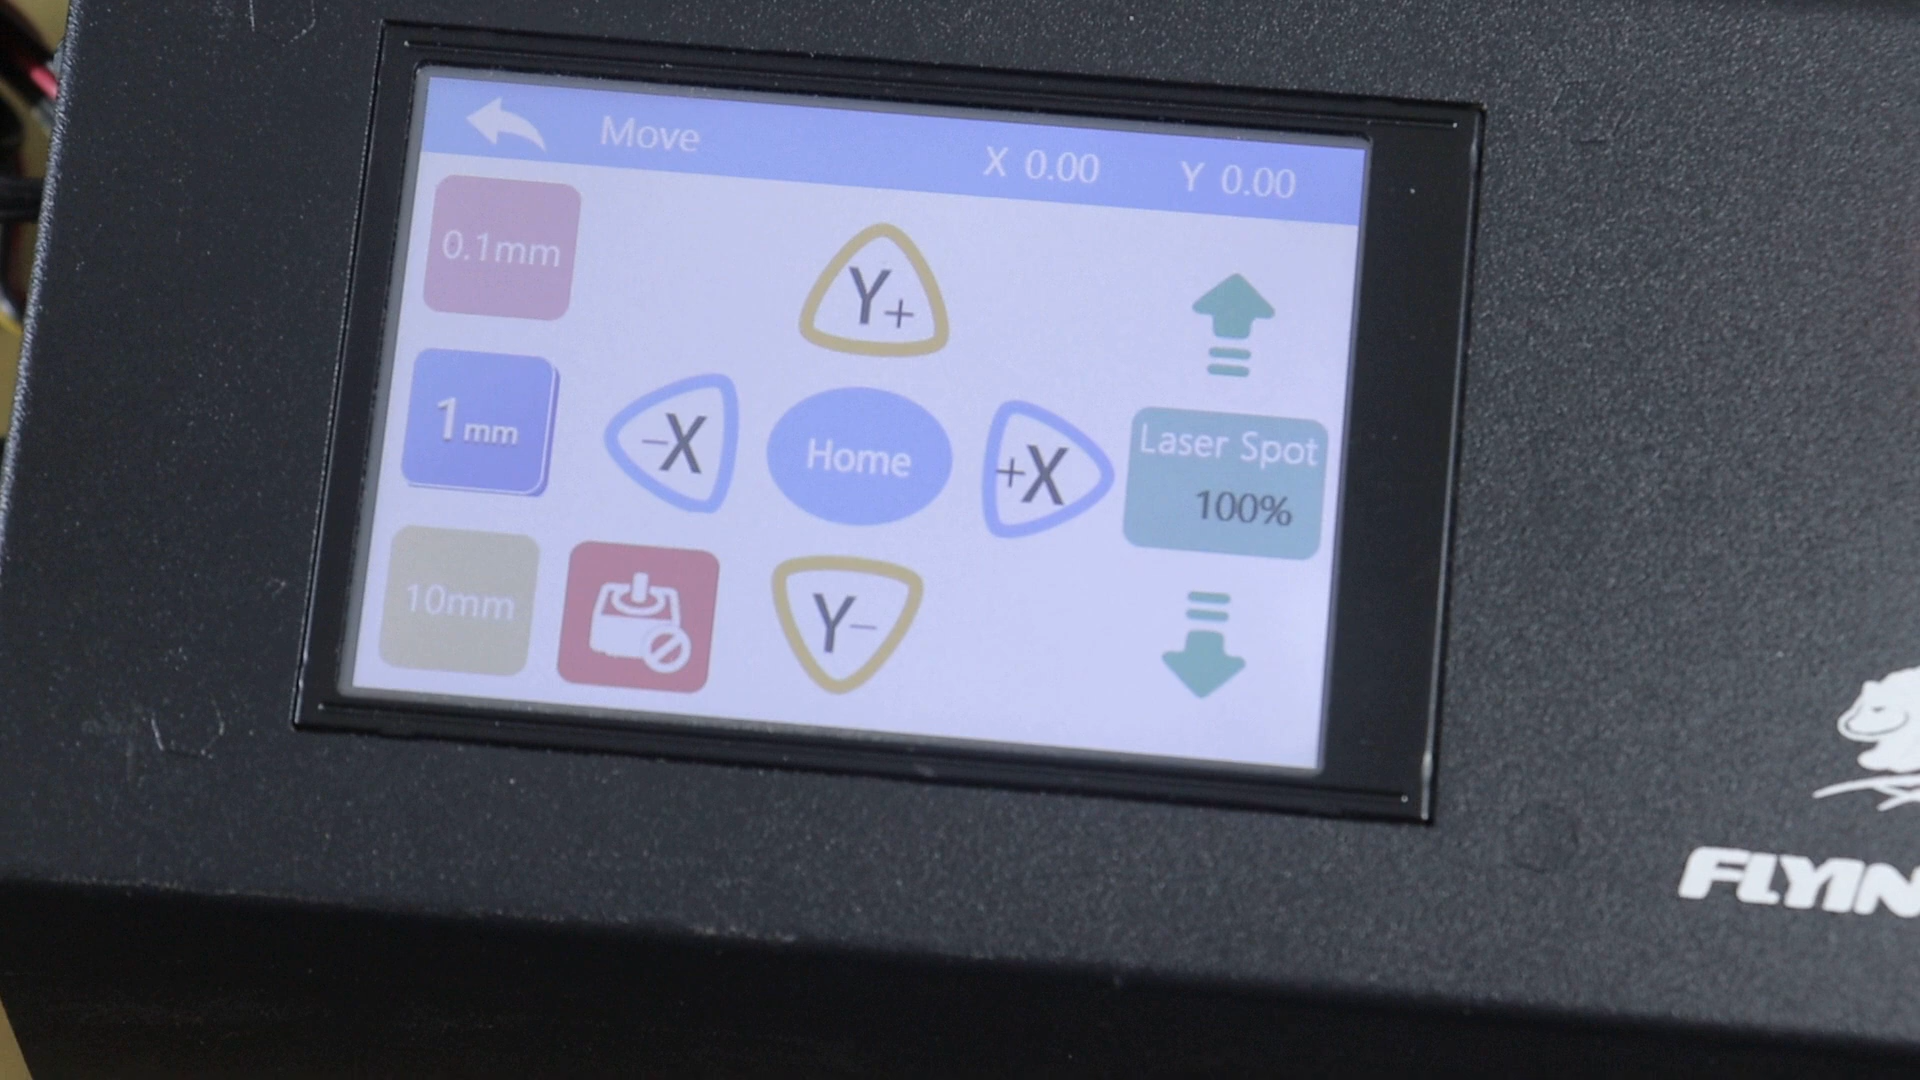 Move
X 0.00 Y 0.00
0.1mm
Y+
1mm
-X
Home
+X
Laser Spot
100%
10mm
Y-
FLYIN